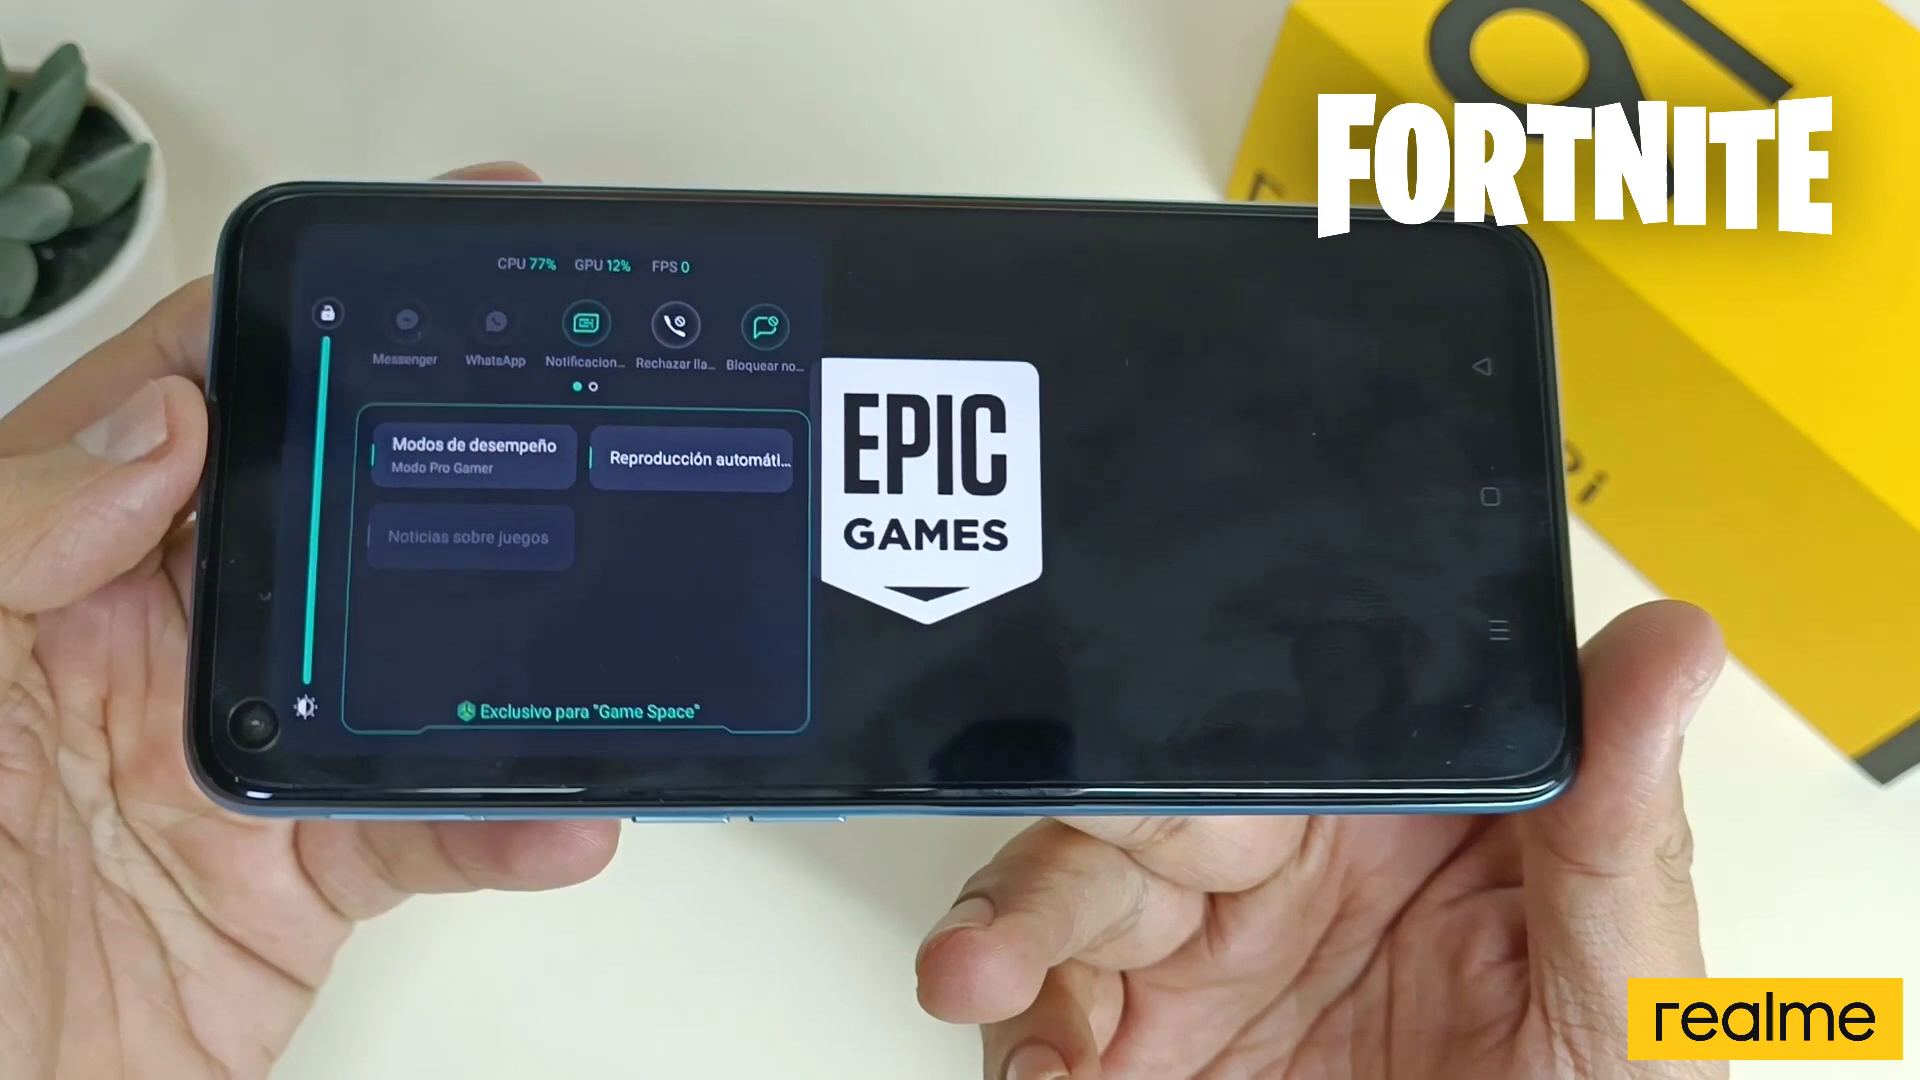 FORTNITE
9i
CPU 77% GPU 12% FPS 0
Messenger WhatsApp Notificacion... Rechazar lla... Bloquear no...
Modos de desempeño
Modo Pro Gamer
Reproducción automáti...
Noticias sobre juegos
Exclusivo para "Game Space"
EPIC
GAMES
realme